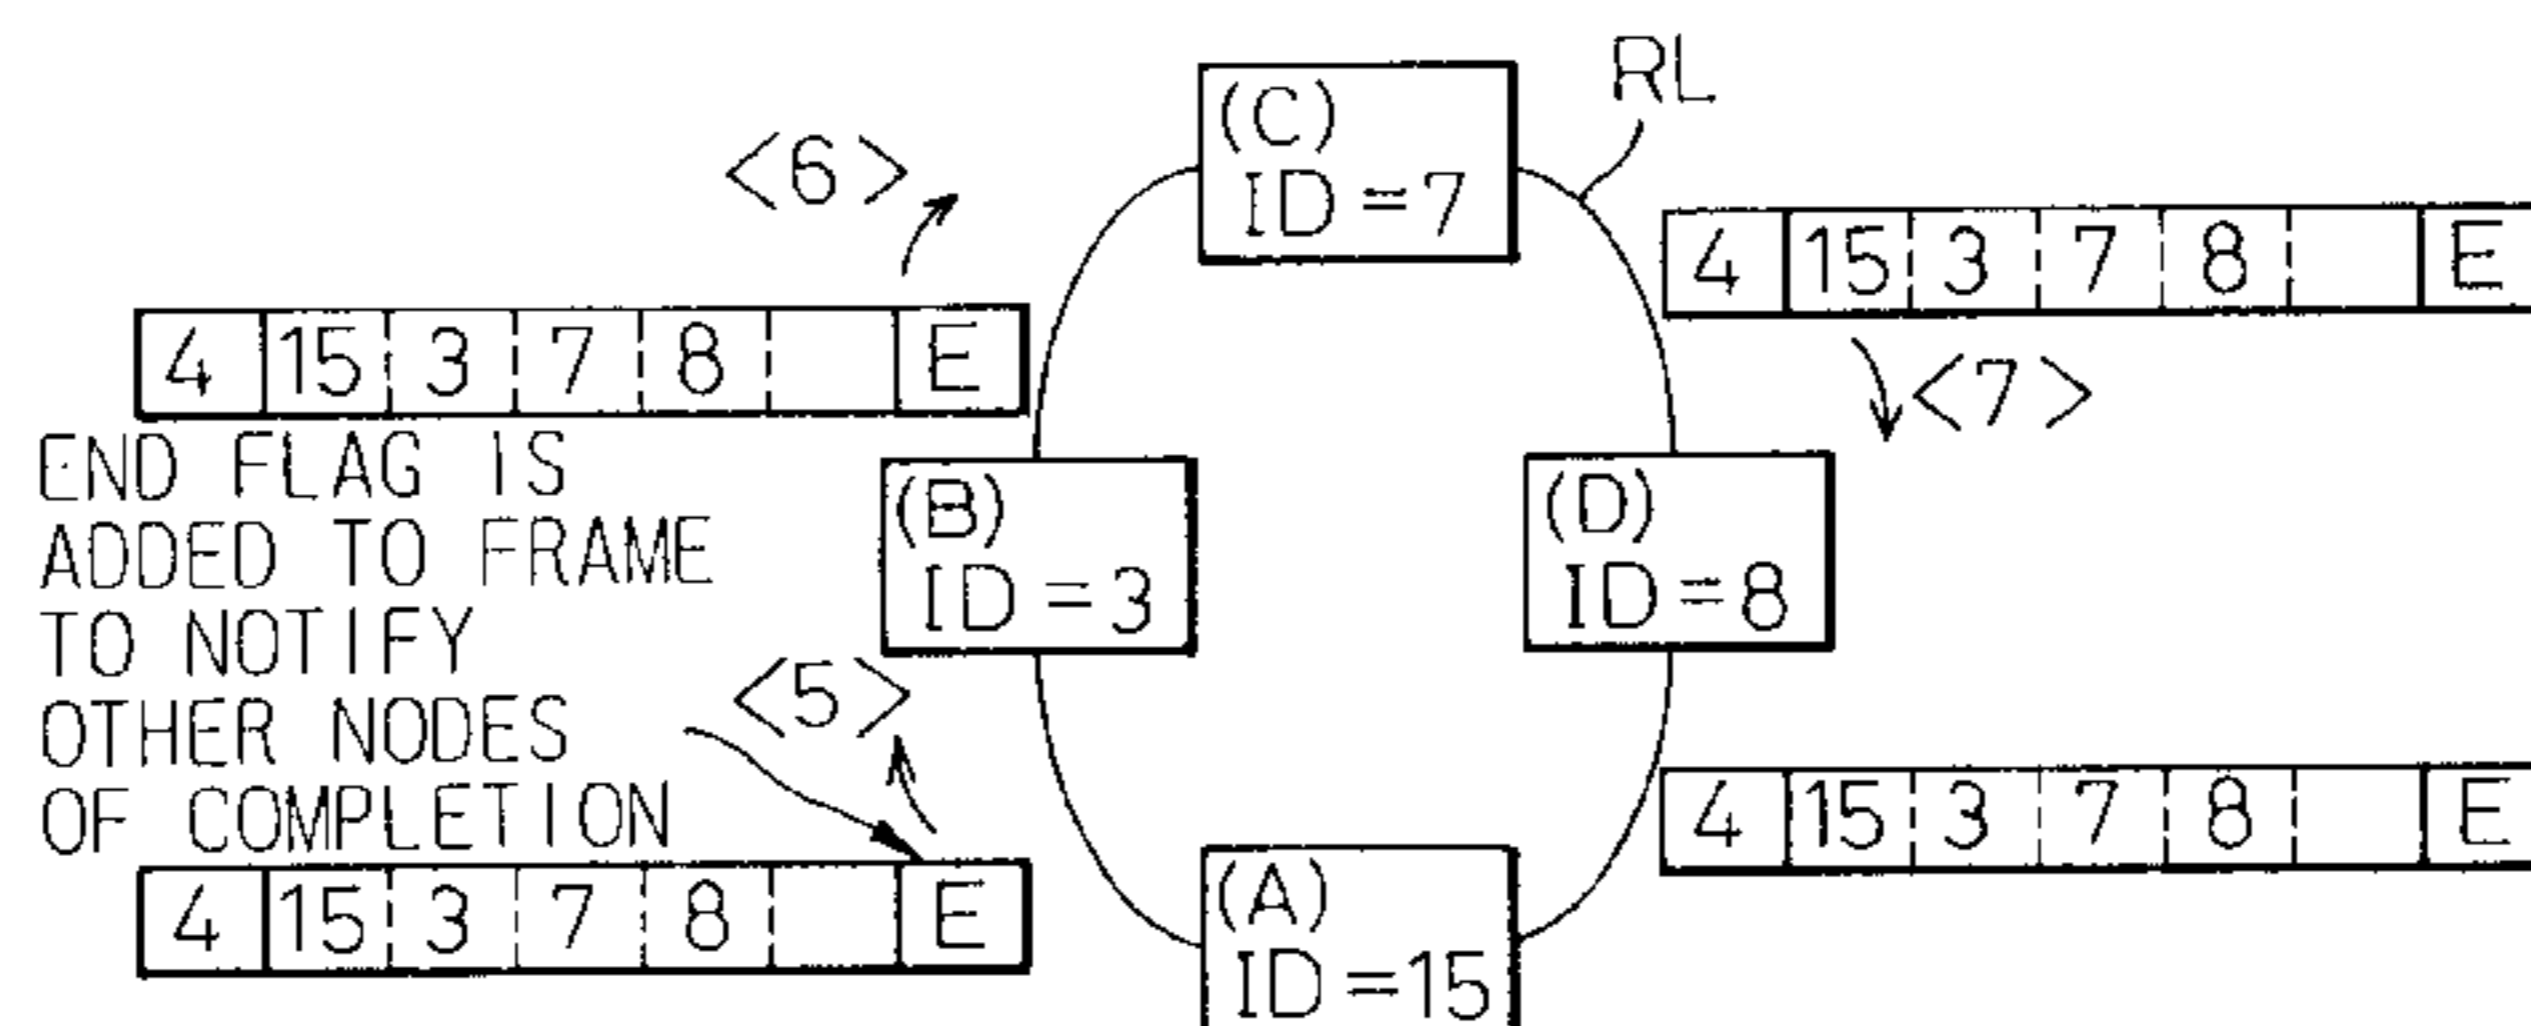 RL
(C)
ID=7
<6>
4 15 3 7 8 E
4 15 3 7 8 E
<7>
END FLAG IS
ADDED TO FRAME
TO NOTIFY
OTHER NODES
OF COMPLETION
(B)
ID=3
(D)
ID=8
<5>
4 15 3 7 8 E
4 15 3 7 8 E
(A)
ID=15